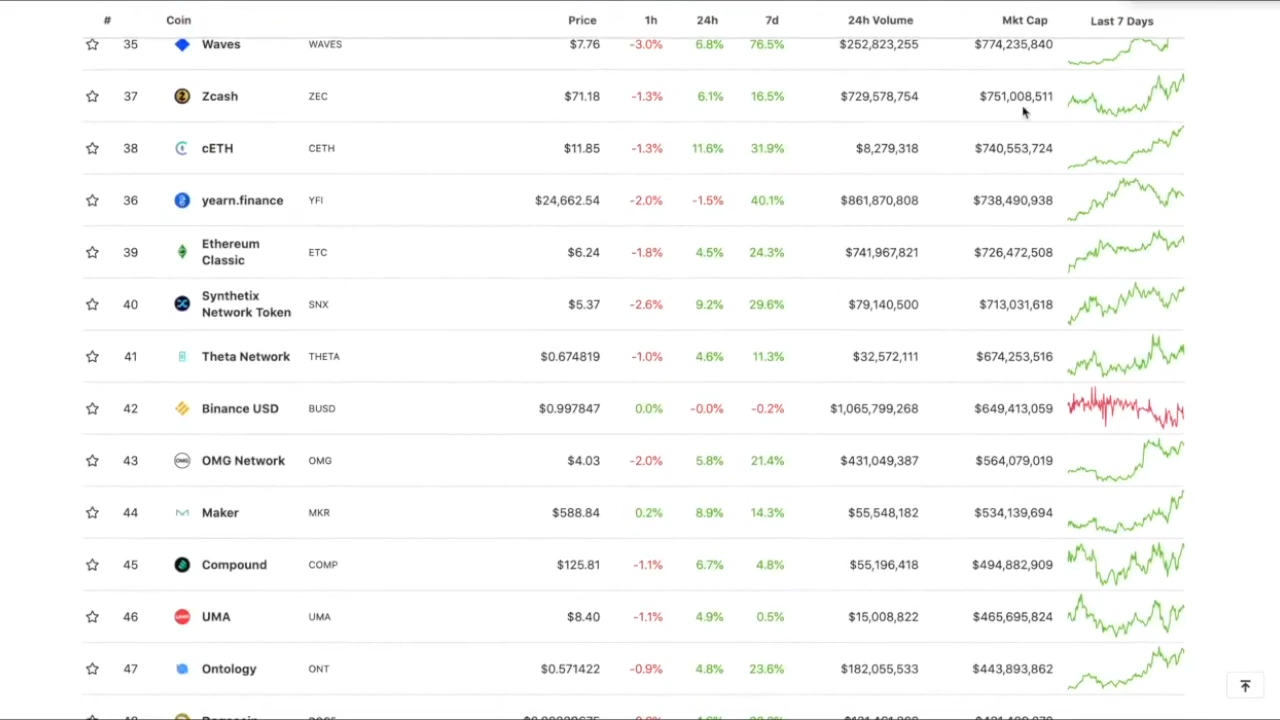 # Coin Price 1h 24h 7d 24h Volume Mkt Cap Last 7 Days
35 Waves WAVES $7.76 -3.0% 6.8% 76.5% $252,823,255 $774,235,840
37 Zcash ZEC $71.18 -1.3% 6.1% 16.5% $729,578,754 $751,008,511
38 cETH CETH $11.85 -1.3% 11.6% 31.9% $8,279,318 $740,553,724
36 yearn.finance YFI $24,662.54 -2.0% -1.5% 40.1% $861,870,808 $738,490,938
39 Ethereum Classic ETC $6.24 -1.8% 4.5% 24.3% $741,967,821 $726,472,508
40 Synthetix Network Token SNX $5.37 -2.6% 9.2% 29.6% $79,140,500 $713,031,618
41 Theta Network THETA $0.674819 -1.0% 4.6% 11.3% $32,572,111 $674,253,516
42 Binance USD BUSD $0.997847 0.0% -0.0% -0.2% $1,065,799,268 $649,413,059
43 OMG Network OMG $4.03 -2.0% 5.8% 21.4% $431,049,387 $564,079,019
44 Maker MKR $588.84 0.2% 8.9% 14.3% $55,548,182 $534,139,694
45 Compound COMP $125.81 -1.1% 6.7% 4.8% $55,196,418 $494,882,909
46 UMA UMA $8.40 -1.1% 4.9% 0.5% $15,008,822 $465,695,824
47 Ontology ONT $0.571422 -0.9% 4.8% 23.6% $182,055,533 $443,893,862